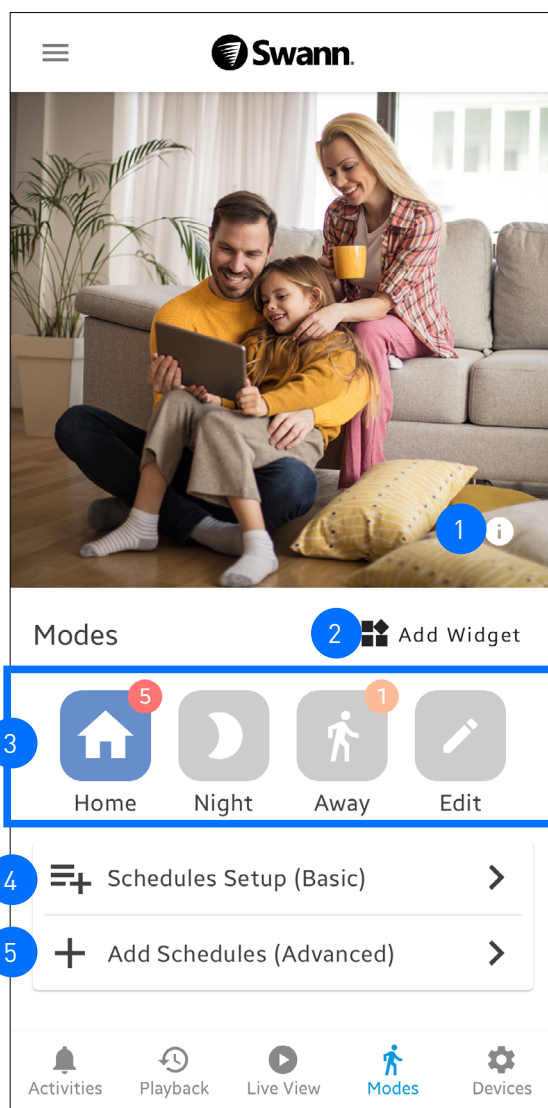 Swann
1
i
Modes
2
Add Widget
5
1
3
Home
Night
Away
Edit
4
Schedules Setup (Basic)
5
Add Schedules (Advanced)
Activities
Playback
Live View
Modes
Devices